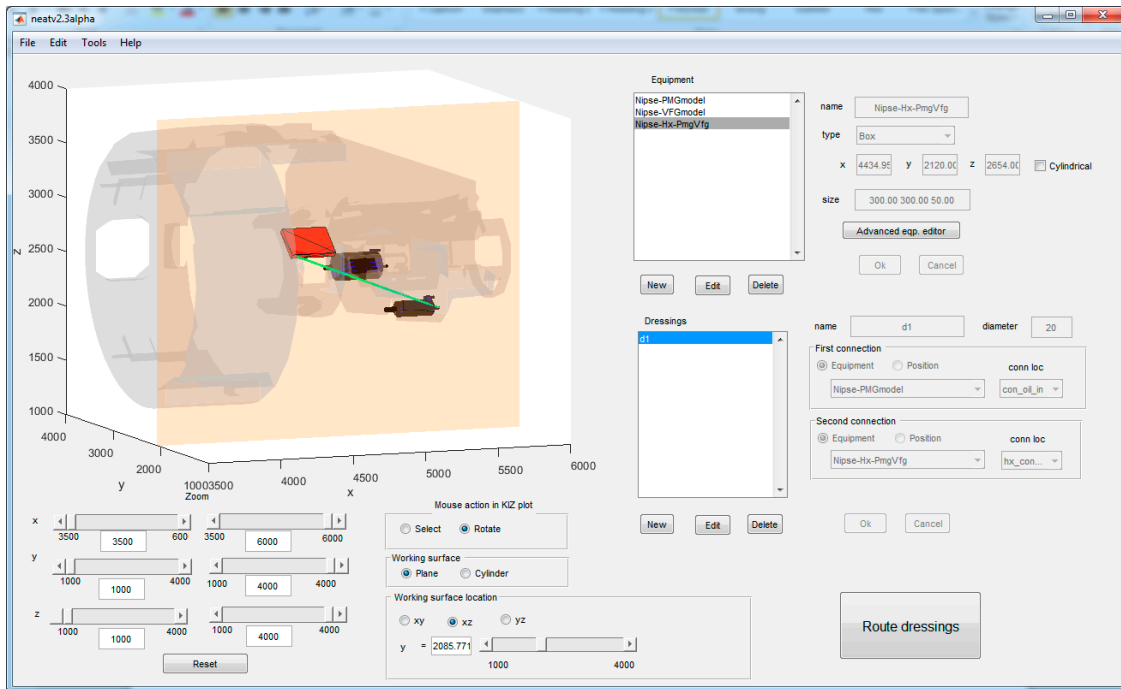 neatv2.3alpha
File Edit Tools Help
4000
3500
3000
2500
2000
1500
1000
z
4000
3000
2000
1000
y
3500
4000
4500
5000
5500
6000
x
Zoom
x
3500 600
3500
3500 6000
6000
y
1000 4000
1000
1000 4000
4000
z
1000 4000
1000
1000 4000
4000
Reset
Mouse action in KIZ plot
Select Rotate
Working surface
Plane Cylinder
Working surface location
xy xz yz
y = 2085.771
1000 4000
Equipment
Nipse-PMGmodel
Nipse-VFGmodel
Nipse-Hx-PmgVfg
New Edit Delete
name Nipse-Hx-PmgVfg
type Box
x 4434.95 y 2120.00 z 2654.00 Cylindrical
size 300.00 300.00 50.00
Advanced eqp. editor
Ok Cancel
Dressings
d1
New Edit Delete
name d1 diameter 20
First connection
Equipment Position conn loc
Nipse-PMGmodel con_oil_in
Second connection
Equipment Position conn loc
Nipse-Hx-PmgVfg hx_con...
Ok Cancel
Route dressings